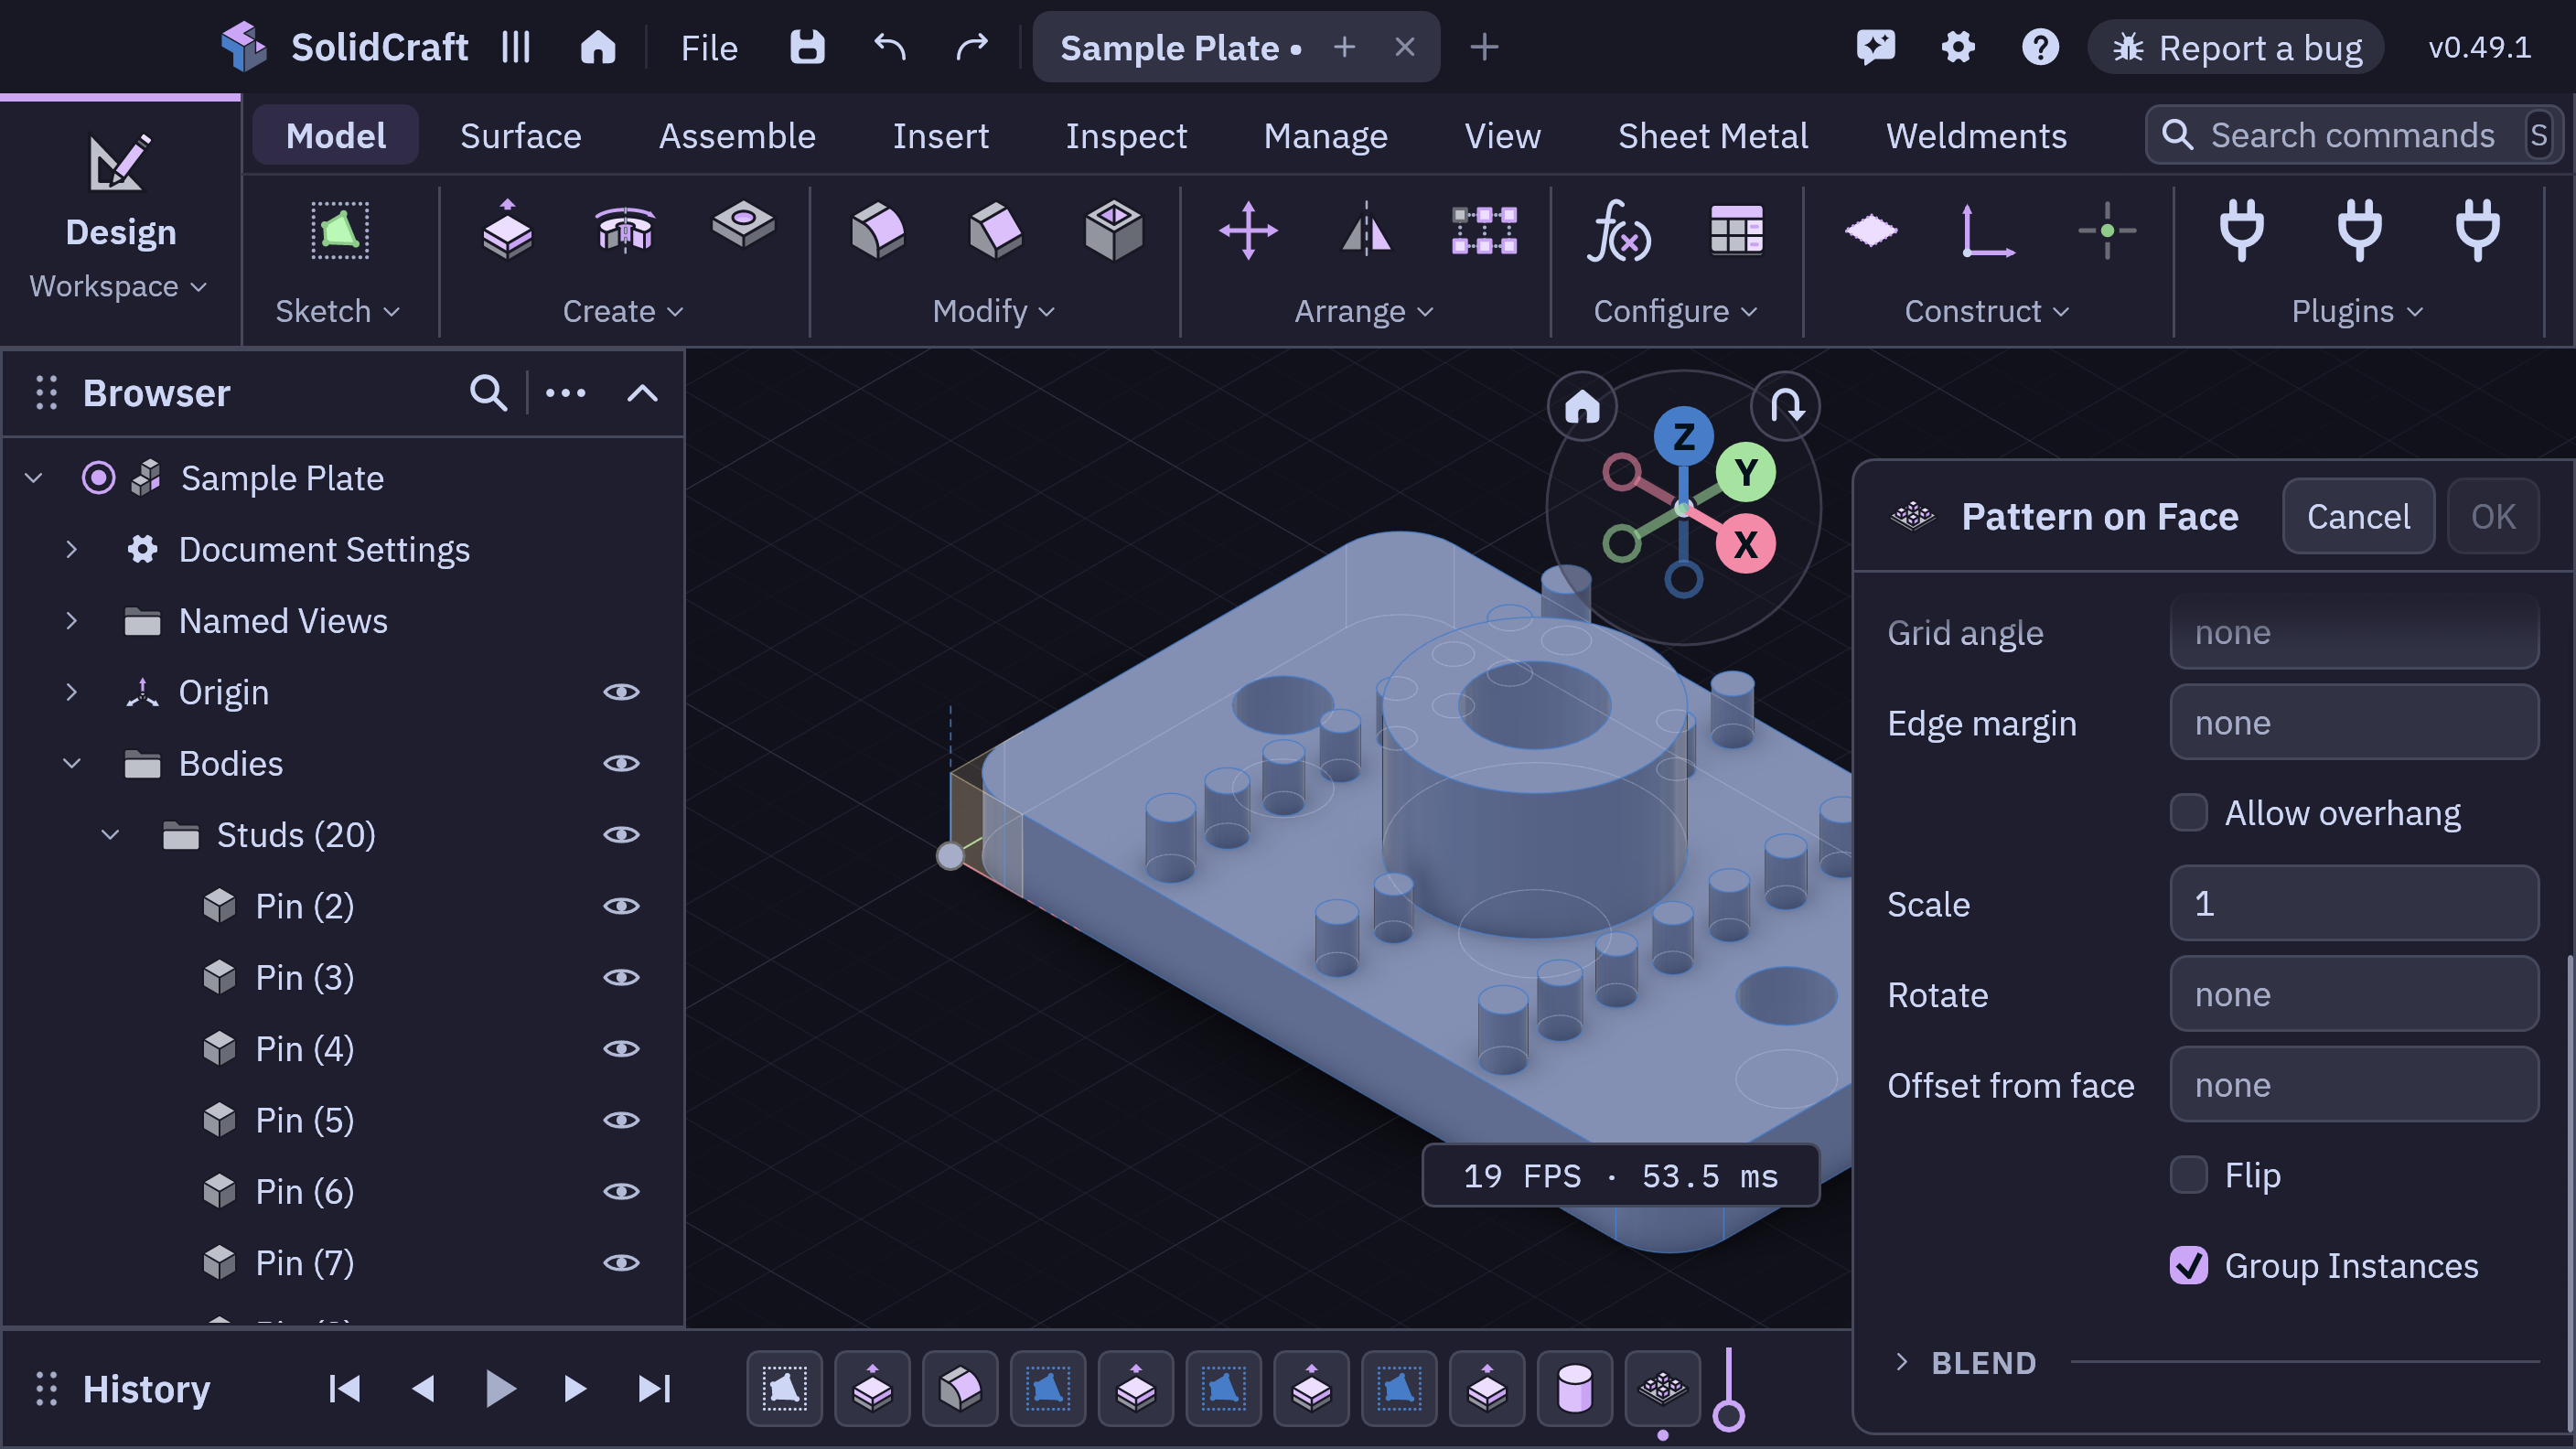 SolidCraft File Sample Plate • Report a bug v0.49.1
Design
Workspace
Model Surface Assemble Insert Inspect Manage View Sheet Metal Weldments Search commands S
Sketch Create Modify Arrange Configure Construct Plugins
Browser
Sample Plate
Document Settings
Named Views
Origin
Bodies
Studs (20)
Pin (2)
Pin (3)
Pin (4)
Pin (5)
Pin (6)
Pin (7)
Z
Y
X
19 FPS · 53.5 ms
Pattern on Face Cancel OK
Grid angle none
Edge margin none
Allow overhang
Scale 1
Rotate none
Offset from face none
Flip
Group Instances
BLEND
History